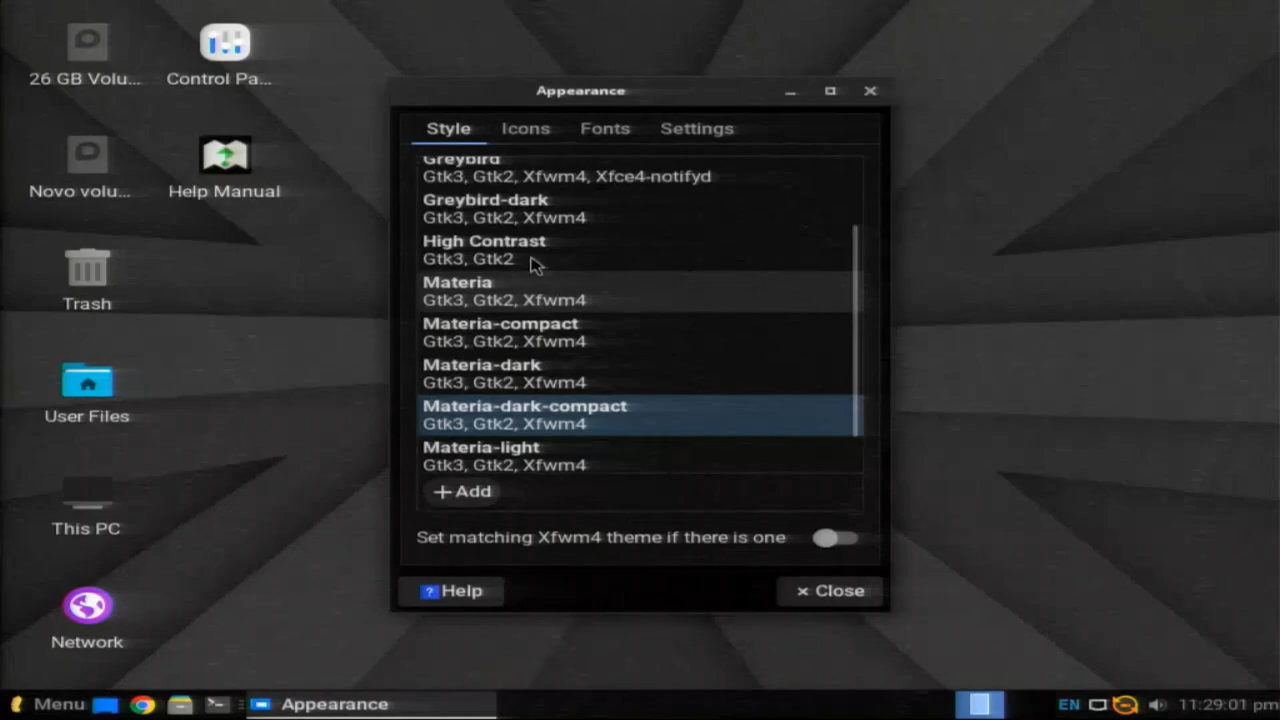 26 GB Volu...
Control Pa...
Novo volu...
Help Manual
Trash
User Files
This PC
Network
Appearance
Style
Icons
Fonts
Settings
Greybird
Gtk3, Gtk2, Xfwm4, Xfce4-notifyd
Greybird-dark
Gtk3, Gtk2, Xfwm4
High Contrast
Gtk3, Gtk2
Materia
Gtk3, Gtk2, Xfwm4
Materia-compact
Gtk3, Gtk2, Xfwm4
Materia-dark
Gtk3, Gtk2, Xfwm4
Materia-dark-compact
Gtk3, Gtk2, Xfwm4
Materia-light
Gtk3, Gtk2, Xfwm4
+ Add
Set matching Xfwm4 theme if there is one
? Help
× Close
Menu
Appearance
EN
11:29:01 pm